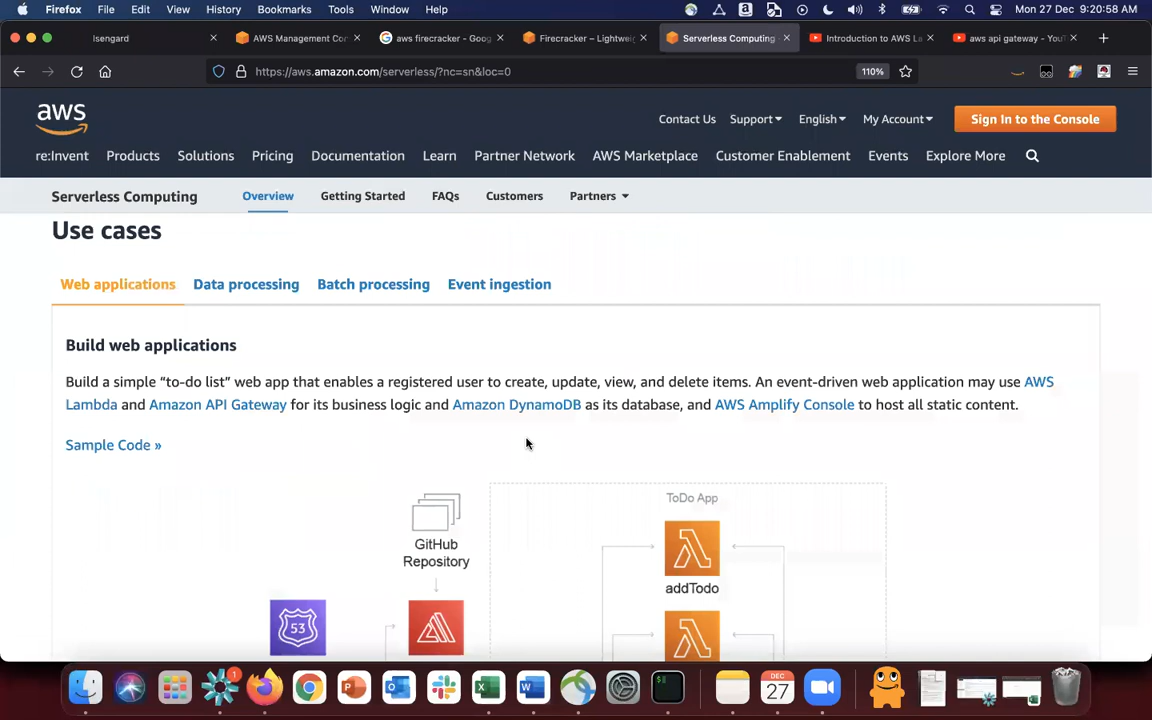 Firefox File Edit View History Bookmarks Tools Window Help Mon 27 Dec 9:20:58 AM
Isengard AWS Management Co aws firecracker - Goog Firecracker – Lightwei Serverless Computing Introduction to AWS La aws api gateway - YouT
https://aws.amazon.com/serverless/?nc=sn&loc=0 110%
aws Contact Us Support English My Account Sign In to the Console
re:Invent Products Solutions Pricing Documentation Learn Partner Network AWS Marketplace Customer Enablement Events Explore More
Serverless Computing Overview Getting Started FAQs Customers Partners
Use cases
Web applications Data processing Batch processing Event ingestion
Build web applications
Build a simple “to-do list” web app that enables a registered user to create, update, view, and delete items. An event-driven web application may use AWS
Lambda and Amazon API Gateway for its business logic and Amazon DynamoDB as its database, and AWS Amplify Console to host all static content.
Sample Code »
ToDo App
GitHub
Repository
addTodo
53
1
DEC
27